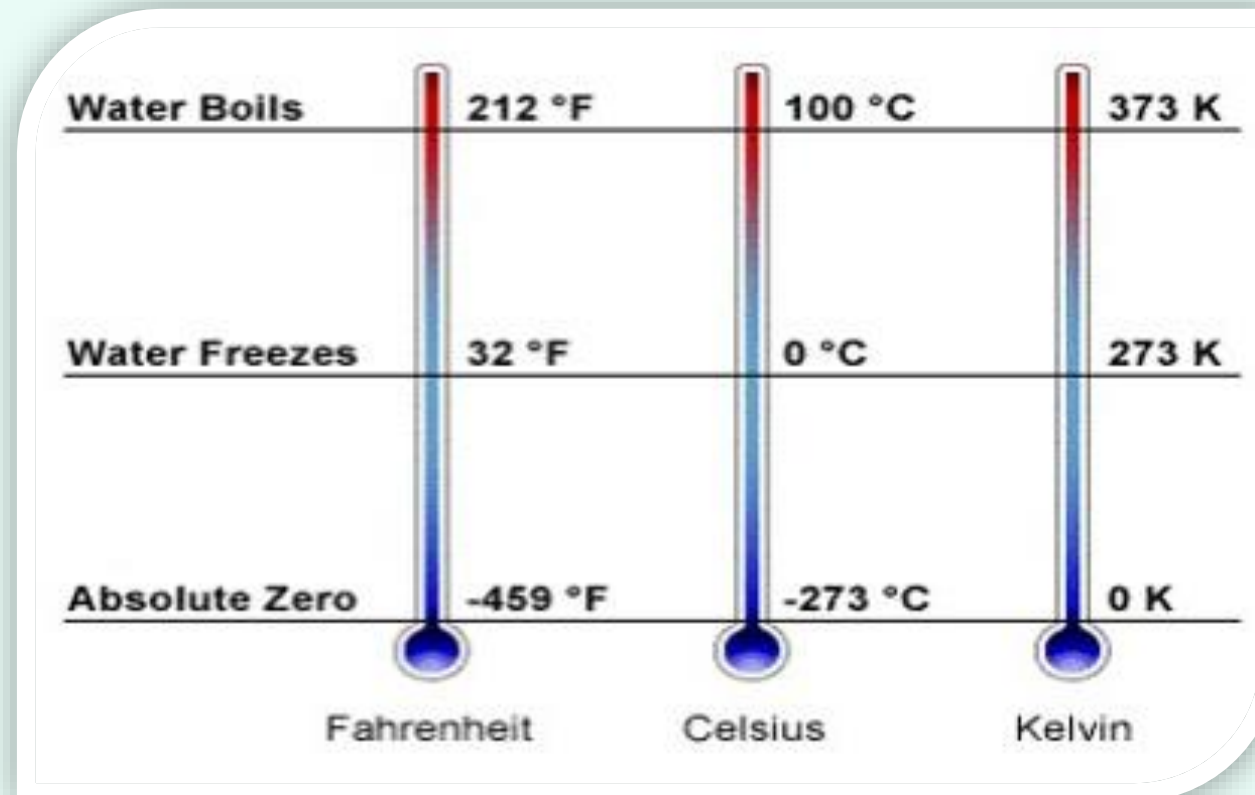 Water Boils 212 °F 100 °C 373 K
Water Freezes 32 °F 0 °C 273 K
Absolute Zero -459 °F -273 °C 0 K
Fahrenheit Celsius Kelvin